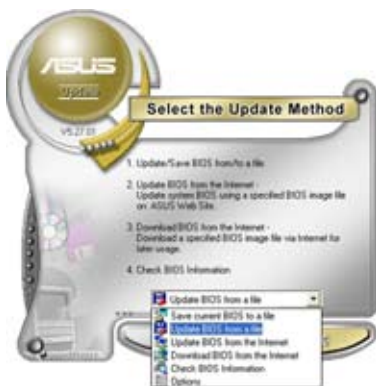 ASUS
Update
V5.27.01
Select the Update Method
1. Update/Save BIOS from/to a file
2. Update BIOS from the Internet -
Update system BIOS using a specified BIOS image file
on ASUS Web Site.
3. Download BIOS from the Internet -
Download a specified BIOS image file via Internet for
later usage.
4. Check BIOS Information
Update BIOS from a file
Save current BIOS to a file
Update BIOS from a file
Update BIOS from the Internet
Download BIOS from the Internet
Check BIOS Information
Options